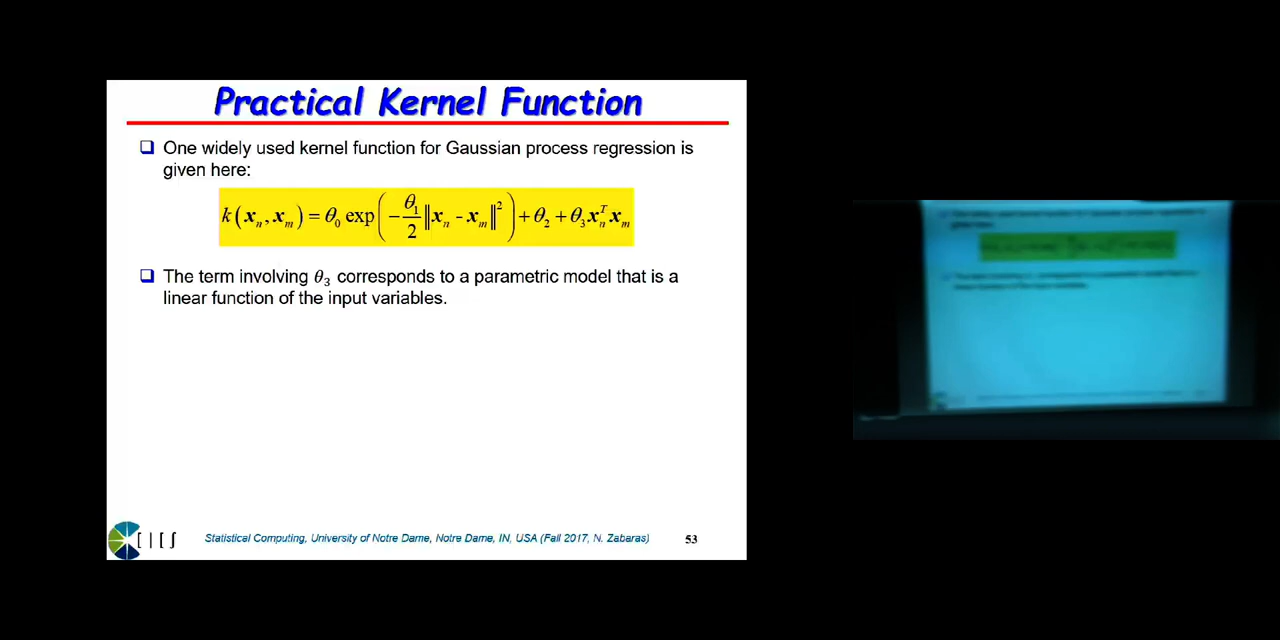 Practical Kernel Function
❑ One widely used kernel function for Gaussian process regression is
given here:
k(xₙ, xₘ) = θ₀ exp(−θ₁/2 ‖xₙ - xₘ‖²) + θ₂ + θ₃xₙᵀxₘ
❑ The term involving θ₃ corresponds to a parametric model that is a
linear function of the input variables.
Statistical Computing, University of Notre Dame, Notre Dame, IN, USA (Fall 2017, N. Zabaras)
53